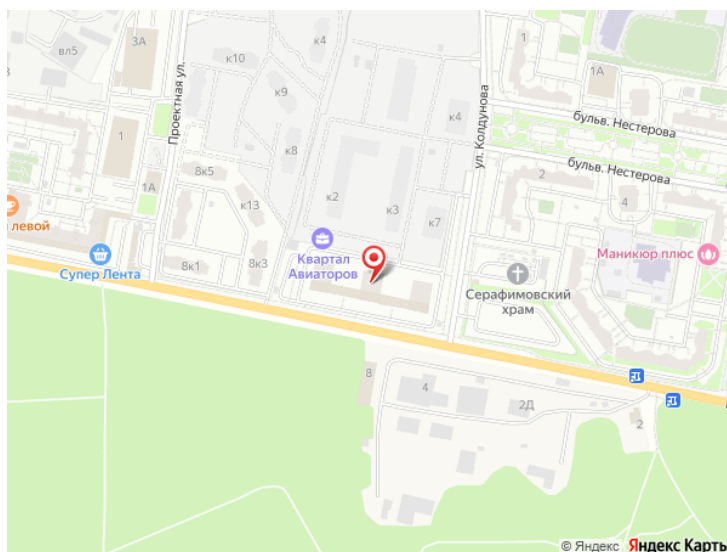 3А
вл5
к10
к4
1
1А
Проектная ул.
к9
к4
бульв. Нестерова
ул. Колдунова
1
к8
бульв. Нестерова
8к5
2
1А
к2
4
к13
к3
к7
левой
Квартал
Авиаторов
Маникюр плюс
8к3
Супер Лента
8к1
Серафимовский
храм
8
4
2Д
2
© Яндекс Яндекс Карты